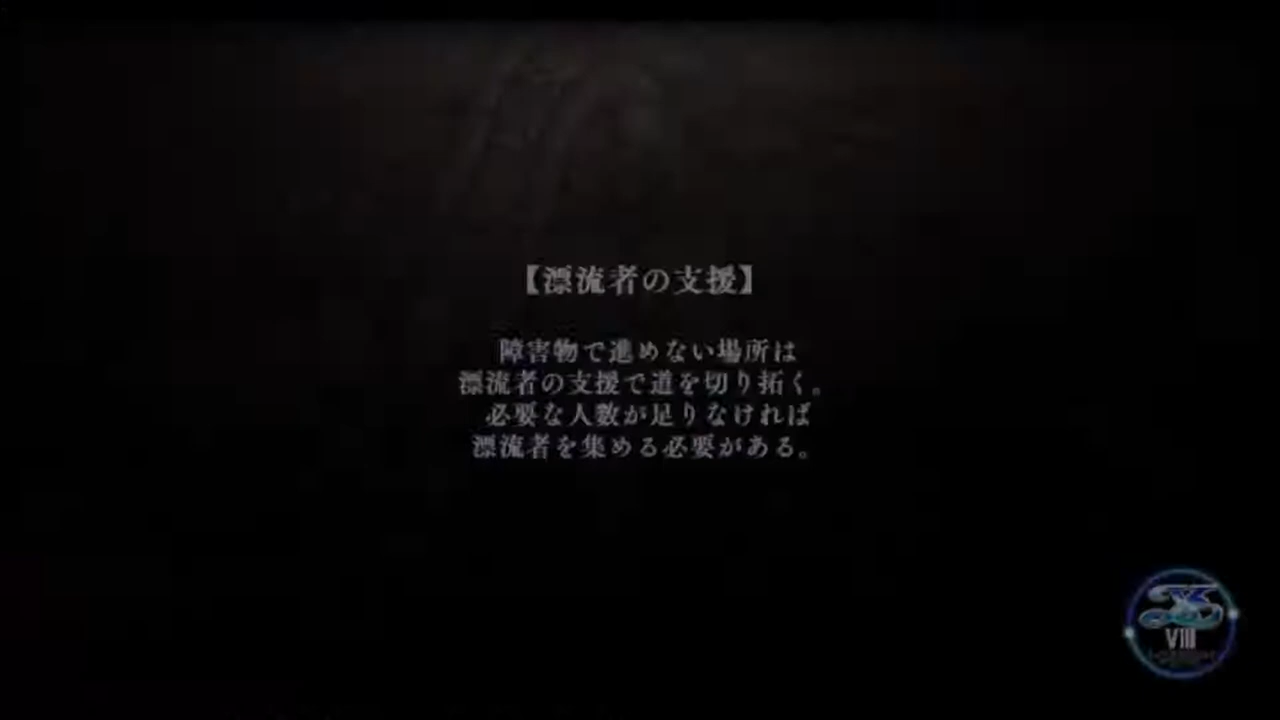 【漂流者の支援】
障害物で進めない場所は
漂流者の支援で道を切り拓く。
必要な人数が足りなければ
漂流者を集める必要がある。
Ys
VIII